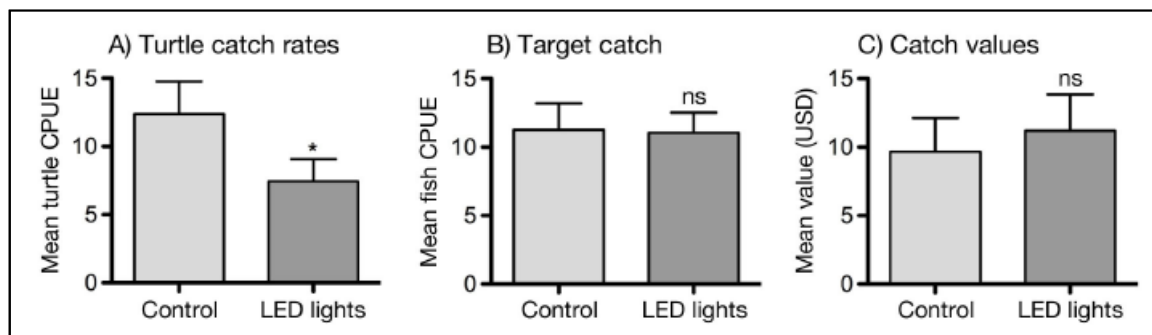 A) Turtle catch rates
Mean turtle CPUE
15
10
5
0
*
Control
LED lights
B) Target catch
Mean fish CPUE
15
10
5
0
ns
Control
LED lights
C) Catch values
Mean value (USD)
15
10
5
0
ns
Control
LED lights